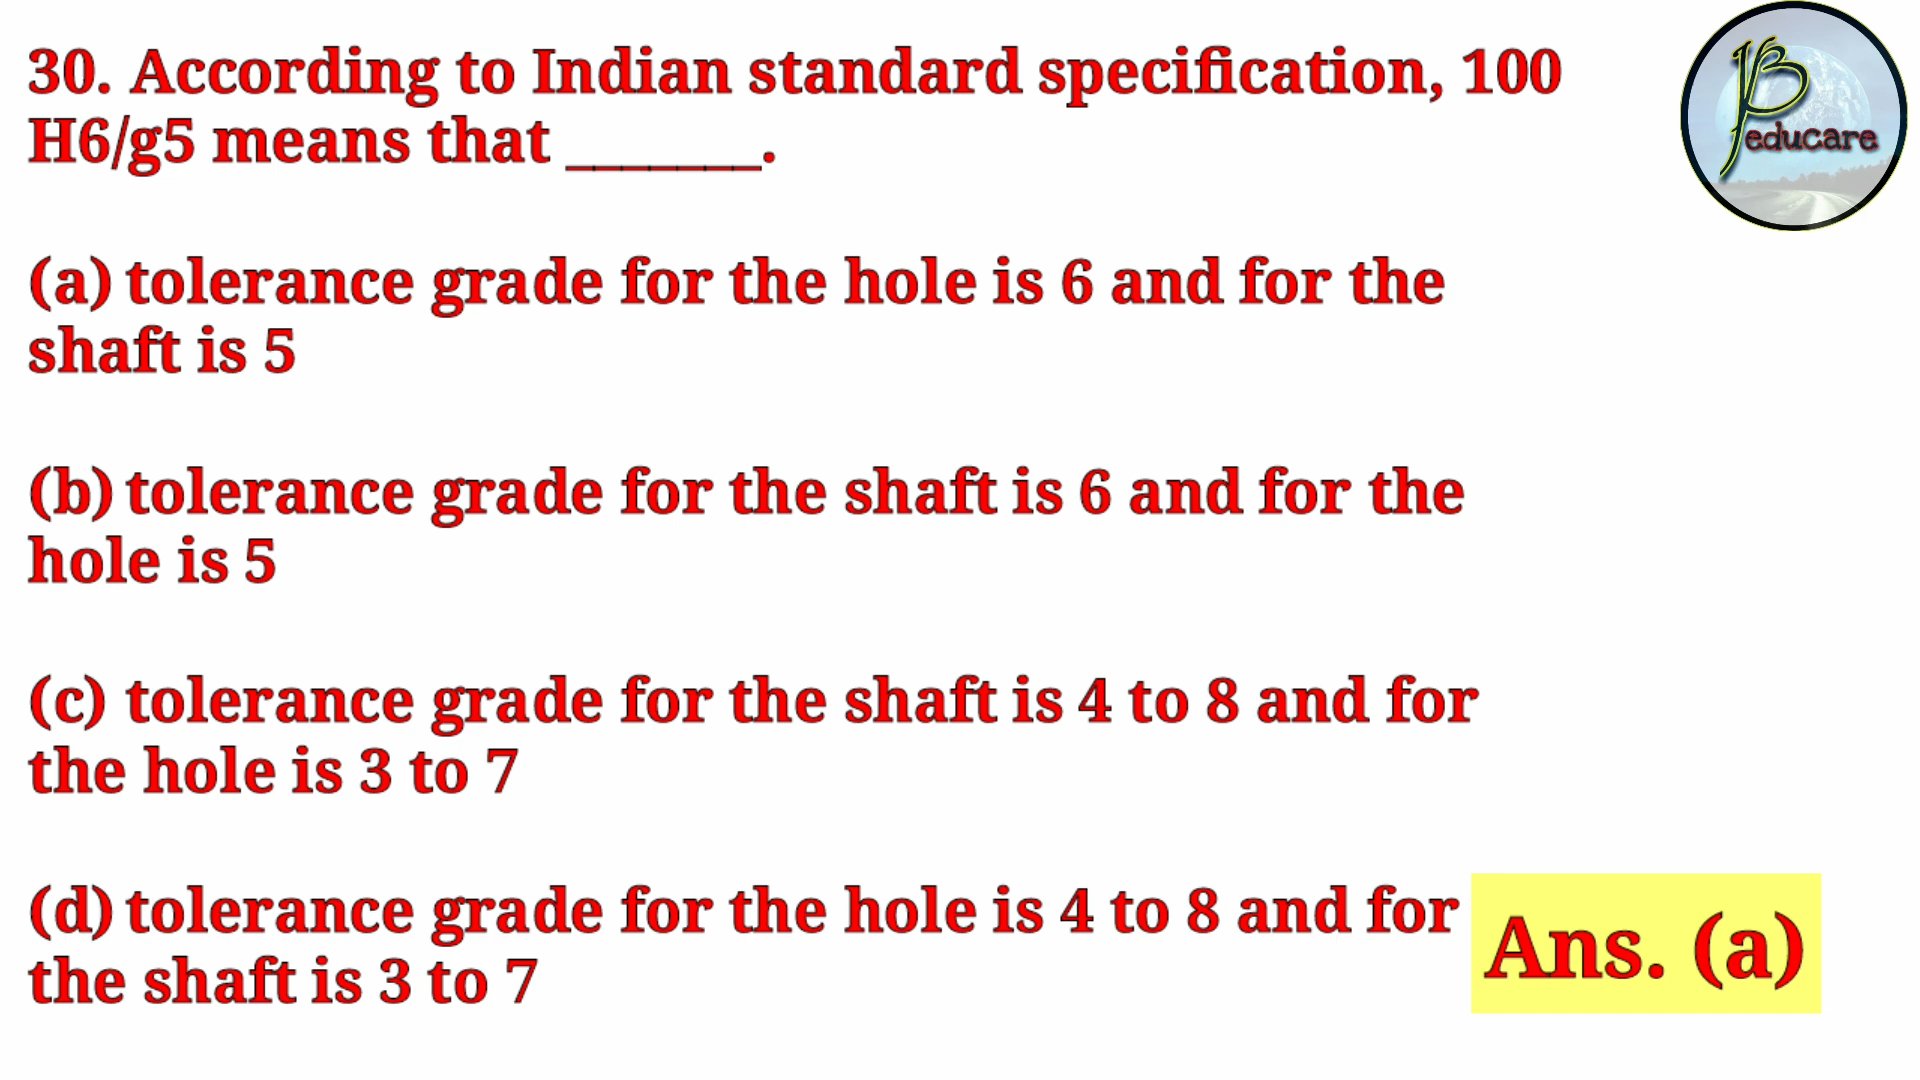 30. According to Indian standard specification, 100
H6/g5 means that _______.
(a) tolerance grade for the hole is 6 and for the
shaft is 5
(b) tolerance grade for the shaft is 6 and for the
hole is 5
(c) tolerance grade for the shaft is 4 to 8 and for
the hole is 3 to 7
(d) tolerance grade for the hole is 4 to 8 and for
the shaft is 3 to 7
Ans. (a)
educare